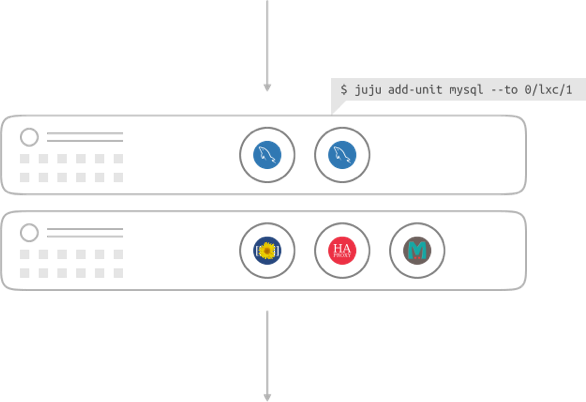 $ juju add-unit mysql --to 0/lxc/1
HA
PROXY
M